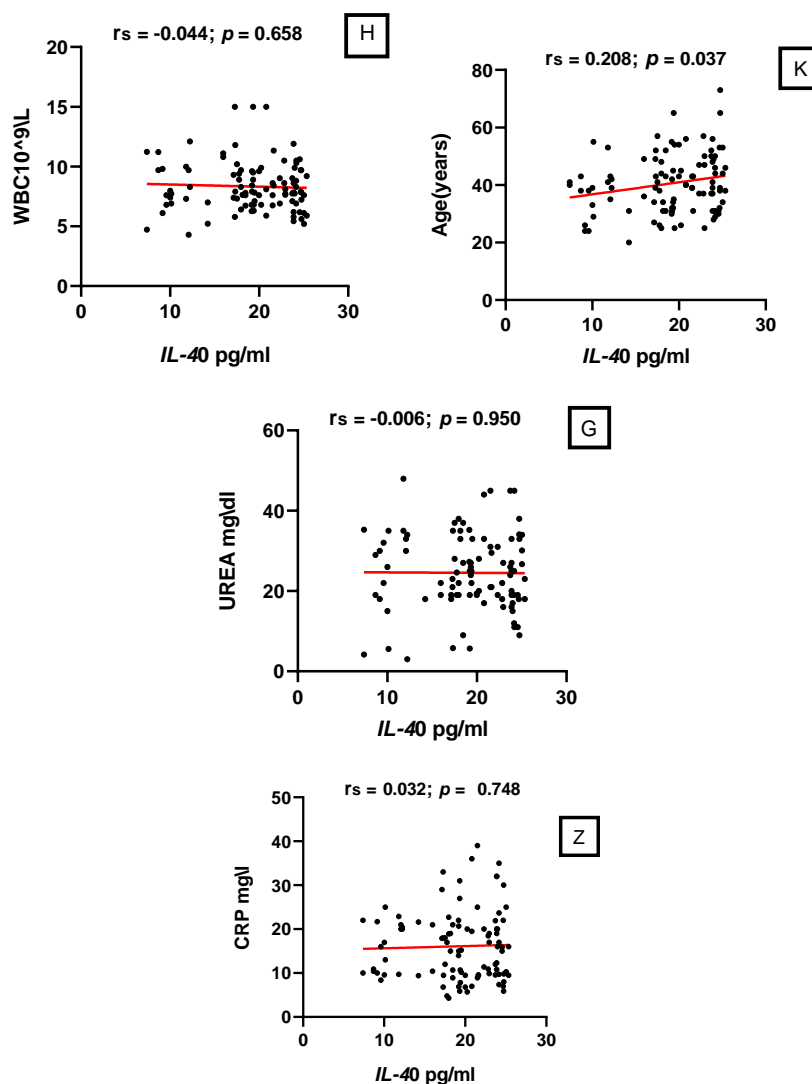 rs = -0.044; p = 0.658
H
WBC10^9\L
20
15
10
5
0
0 10 20 30
IL-40 pg/ml
rs = 0.208; p = 0.037
K
Age(years)
80
60
40
20
0
0 10 20 30
IL-40 pg/ml
rs = -0.006; p = 0.950
G
UREA mg\dl
60
40
20
0
0 10 20 30
IL-40 pg/ml
rs = 0.032; p = 0.748
Z
CRP mg\l
50
40
30
20
10
0
0 10 20 30
IL-40 pg/ml